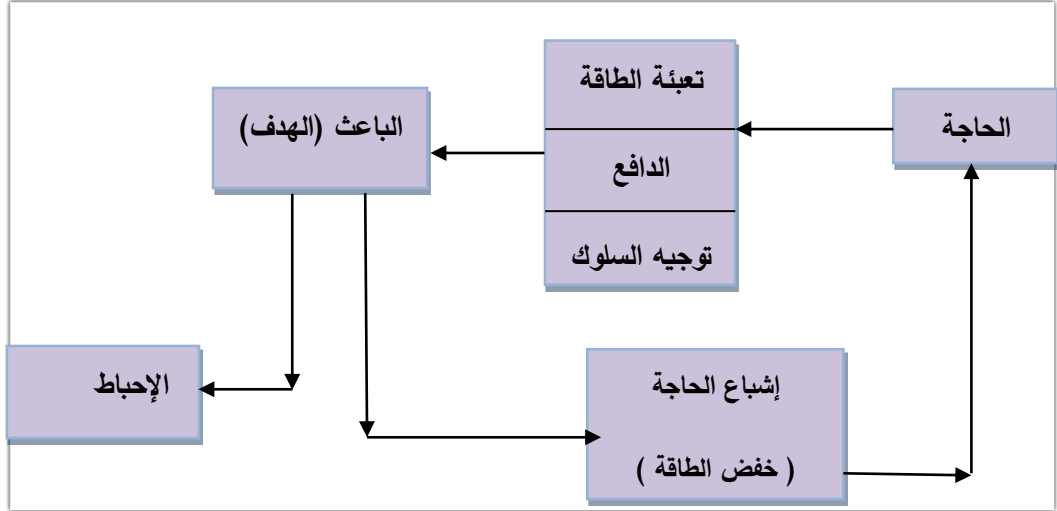 تعبئة الطاقة
الحاجة
الباعث (الهدف)
الدافع
توجيه السلوك
الإحباط
إشباع الحاجة
( خفض الطاقة )